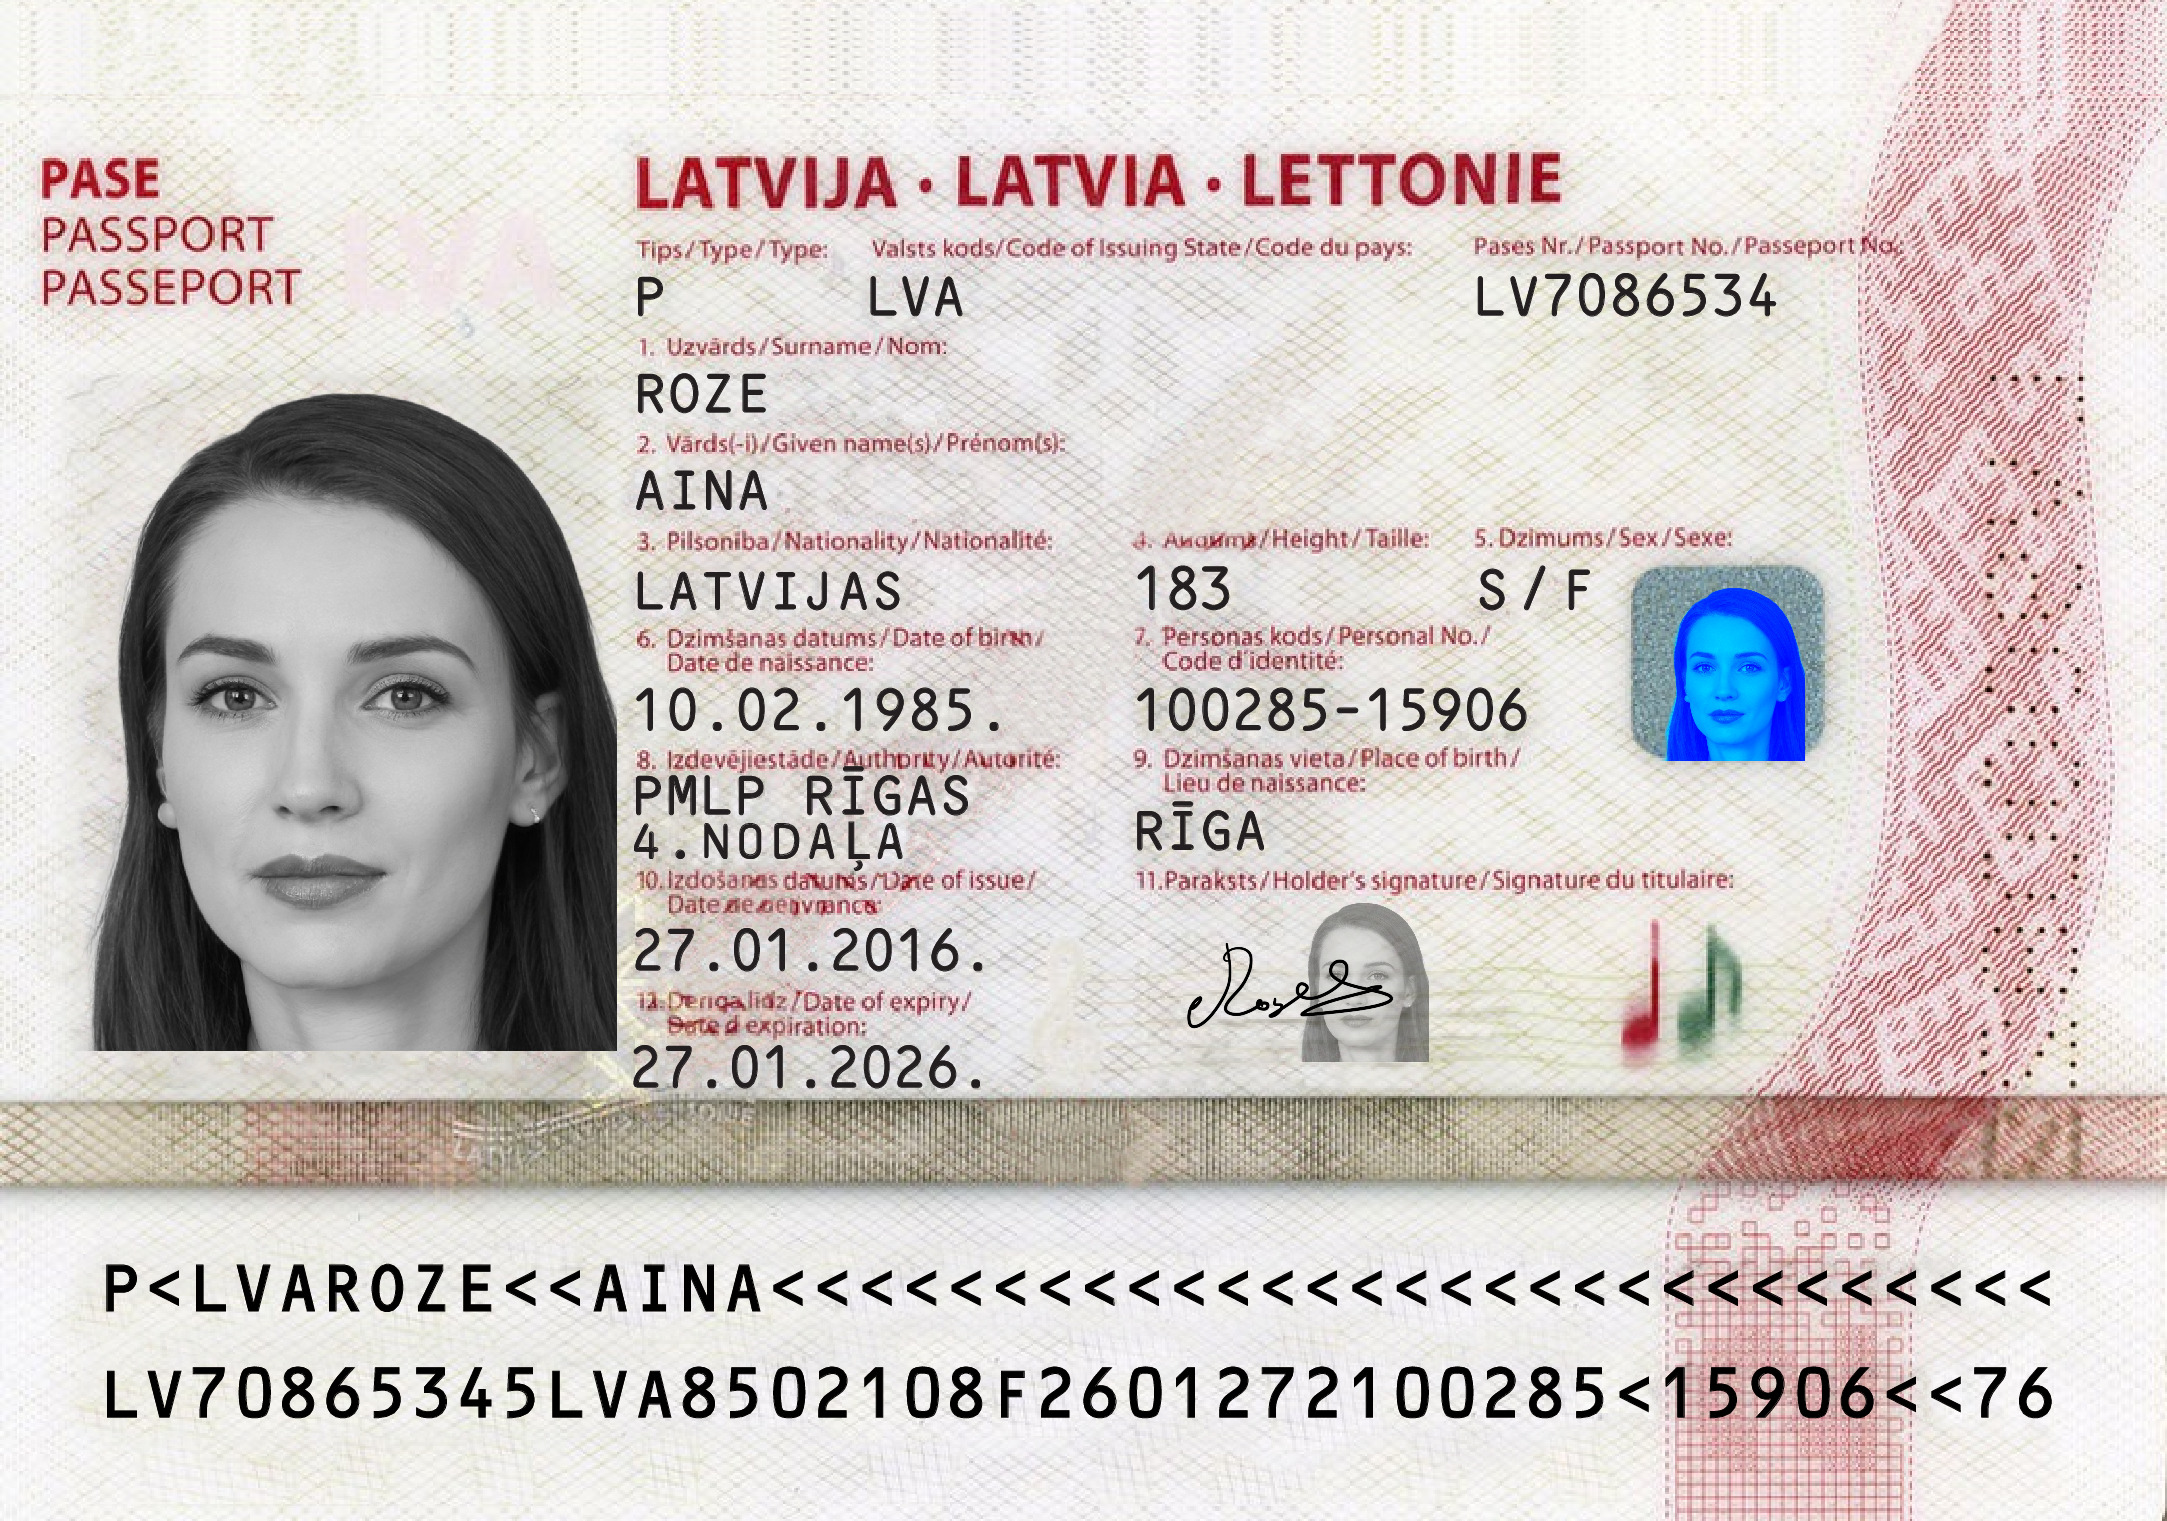 PASE
PASSPORT
PASSEPORT
LVA
LATVIJA · LATVIA · LETTONIE
Tips/Type/Type: Valsts kods/Code of Issuing State/Code du pays: Pases Nr./Passport No./Passeport No.:
P LVA LV7086534
1. Uzvārds/Surname/Nom:
ROZE
2. Vārds(-i)/Given name(s)/Prénom(s):
AINA
3. Pilsonība/Nationality/Nationalité: 4. Augums/Height/Taille: 5. Dzimums/Sex/Sexe:
LATVIJAS 183 S/F
6. Dzimšanas datums/Date of birth/ 7. Personas kods/Personal No./
Date de naissance: Code d'identité:
10.02.1985. 100285-15906
8. Izdevējiestāde/Authority/Autorité: 9. Dzimšanas vieta/Place of birth/
Lieu de naissance:
PMLP RĪGAS
4.NODAĻA RĪGA
10. Izdošanas datums/Date of issue/ 11. Paraksts/Holder's signature/Signature du titulaire:
Date de
27.01.2016.
Derīga līdz/Date of expiry/
Date d expiration:
27.01.2026.
P<LVAROZE<<AINA<<<<<<<<<<<<<<<<<<<<<<<<<<<<<
LV70865345LVA8502108F2601272100285<15906<<76